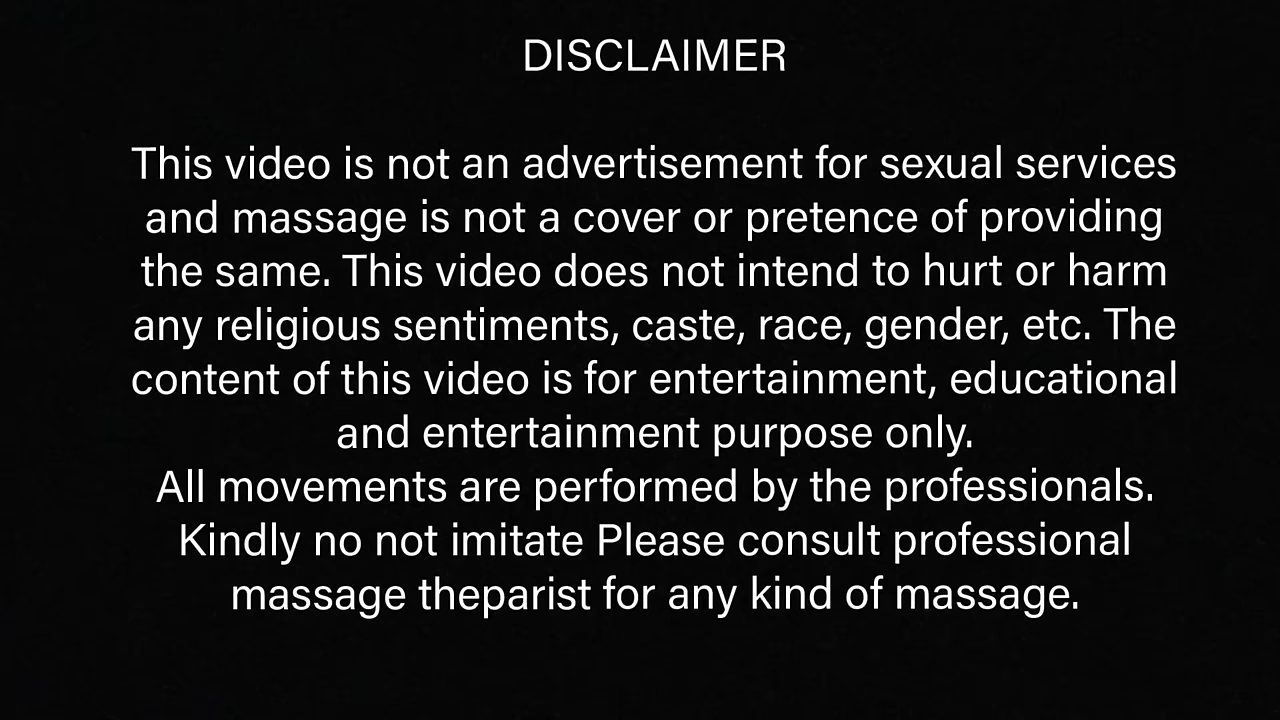 DISCLAIMER
This video is not an advertisement for sexual services
and massage is not a cover or pretence of providing
the same. This video does not intend to hurt or harm
any religious sentiments, caste, race, gender, etc. The
content of this video is for entertainment, educational
and entertainment purpose only.
All movements are performed by the professionals.
Kindly no not imitate Please consult professional
massage theparist for any kind of massage.